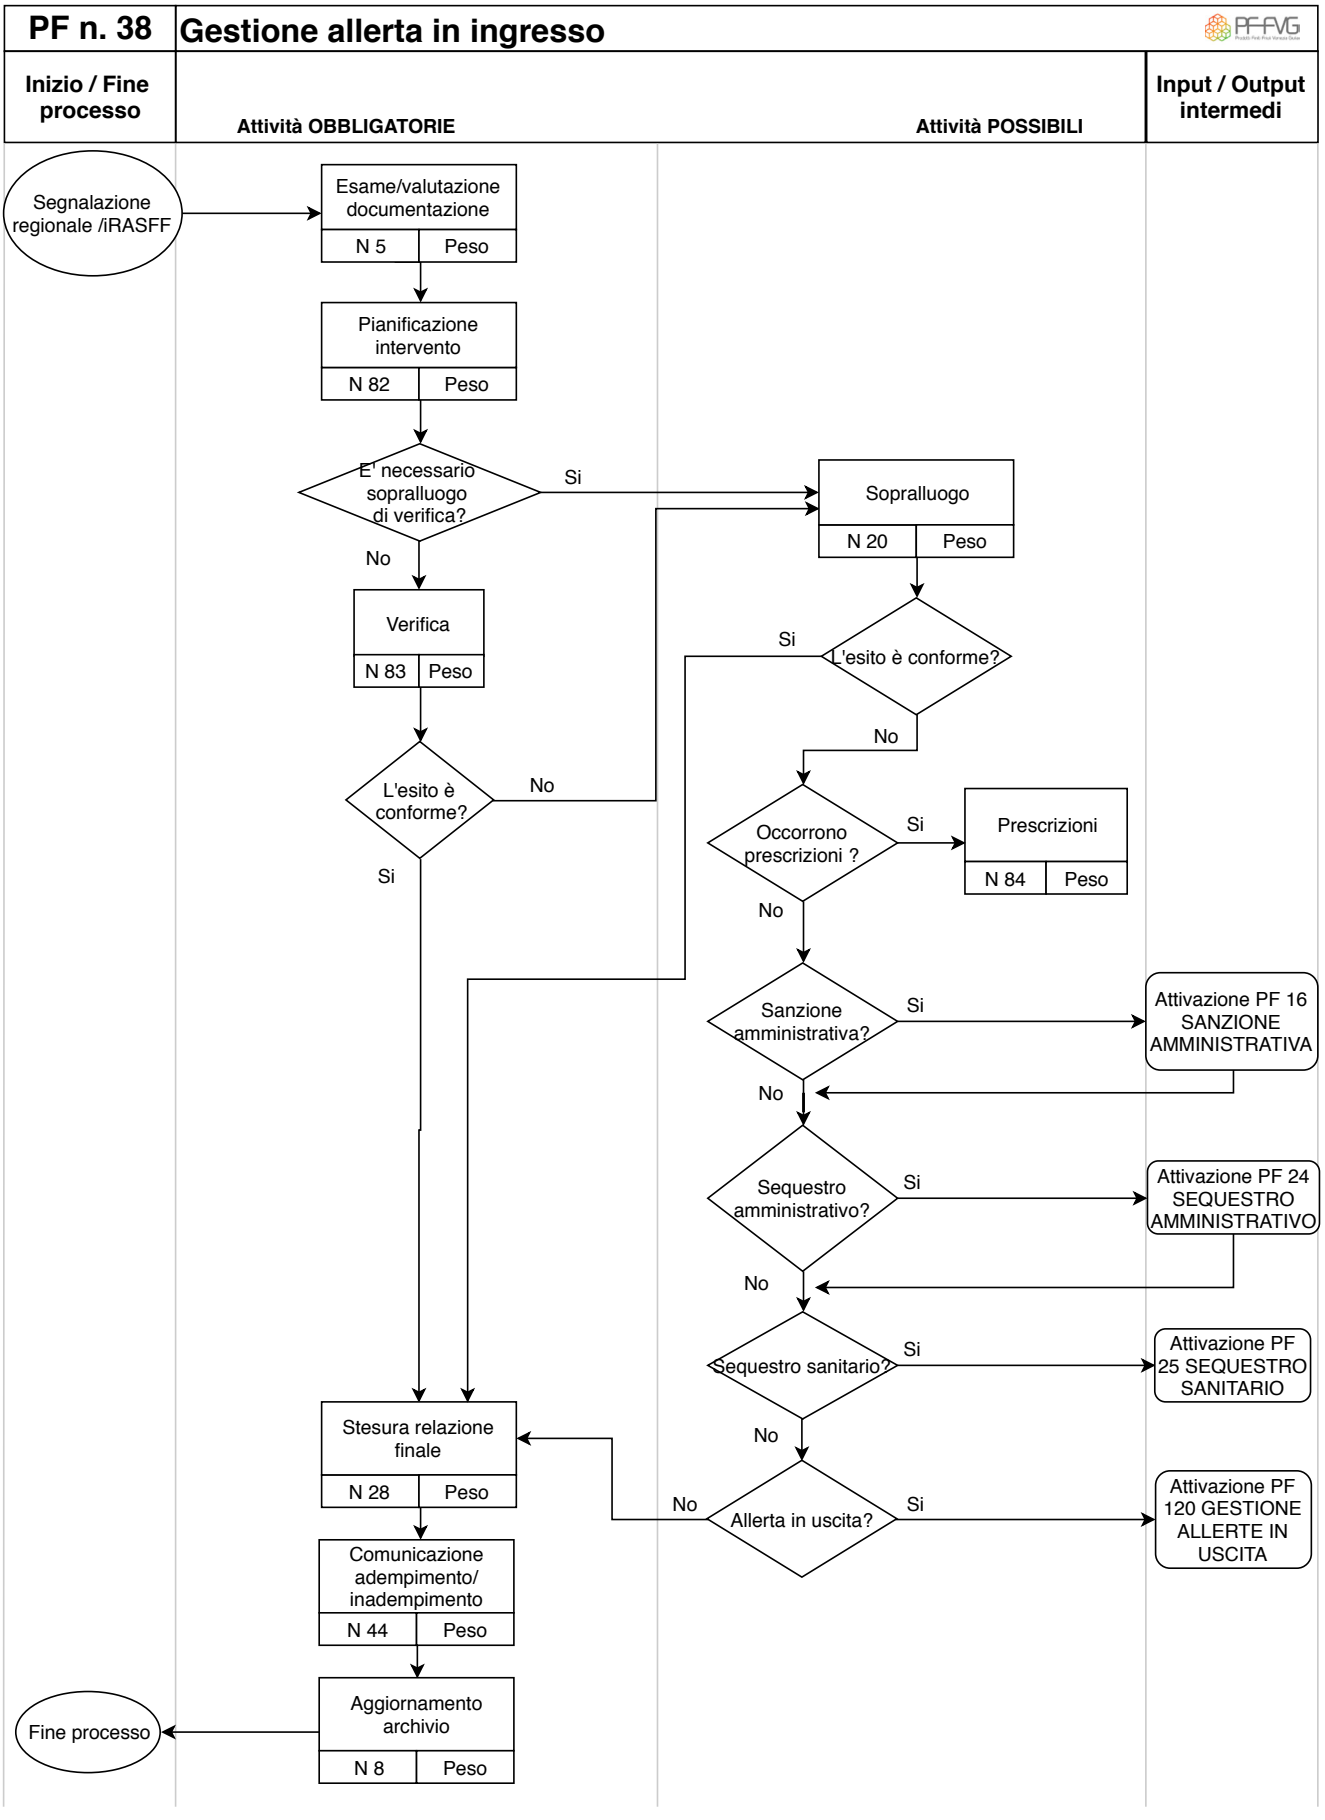 PF n. 38
Gestione allerta in ingresso
PF-FVG
Inizio / Fine
processo
Attività OBBLIGATORIE
Attività POSSIBILI
Input / Output
intermedi
Segnalazione
regionale /iRASFF
Esame/valutazione
documentazione
N 5
Peso
Pianificazione
intervento
N 82
Peso
E' necessario
sopralluogo
di verifica?
Si
No
Sopralluogo
N 20
Peso
Verifica
N 83
Peso
Si
L'esito è conforme?
No
L'esito è
conforme?
No
Si
Occorrono
prescrizioni ?
Si
No
Prescrizioni
N 84
Peso
Sanzione
amministrativa?
Si
No
Attivazione PF 16
SANZIONE
AMMINISTRATIVA
Sequestro
amministrativo?
Si
No
Attivazione PF 24
SEQUESTRO
AMMINISTRATIVO
Sequestro sanitario?
Si
No
Attivazione PF
25 SEQUESTRO
SANITARIO
Stesura relazione
finale
N 28
Peso
No
Allerta in uscita?
Si
Attivazione PF
120 GESTIONE
ALLERTE IN
USCITA
Comunicazione
adempimento/
inadempimento
N 44
Peso
Aggiornamento
archivio
N 8
Peso
Fine processo